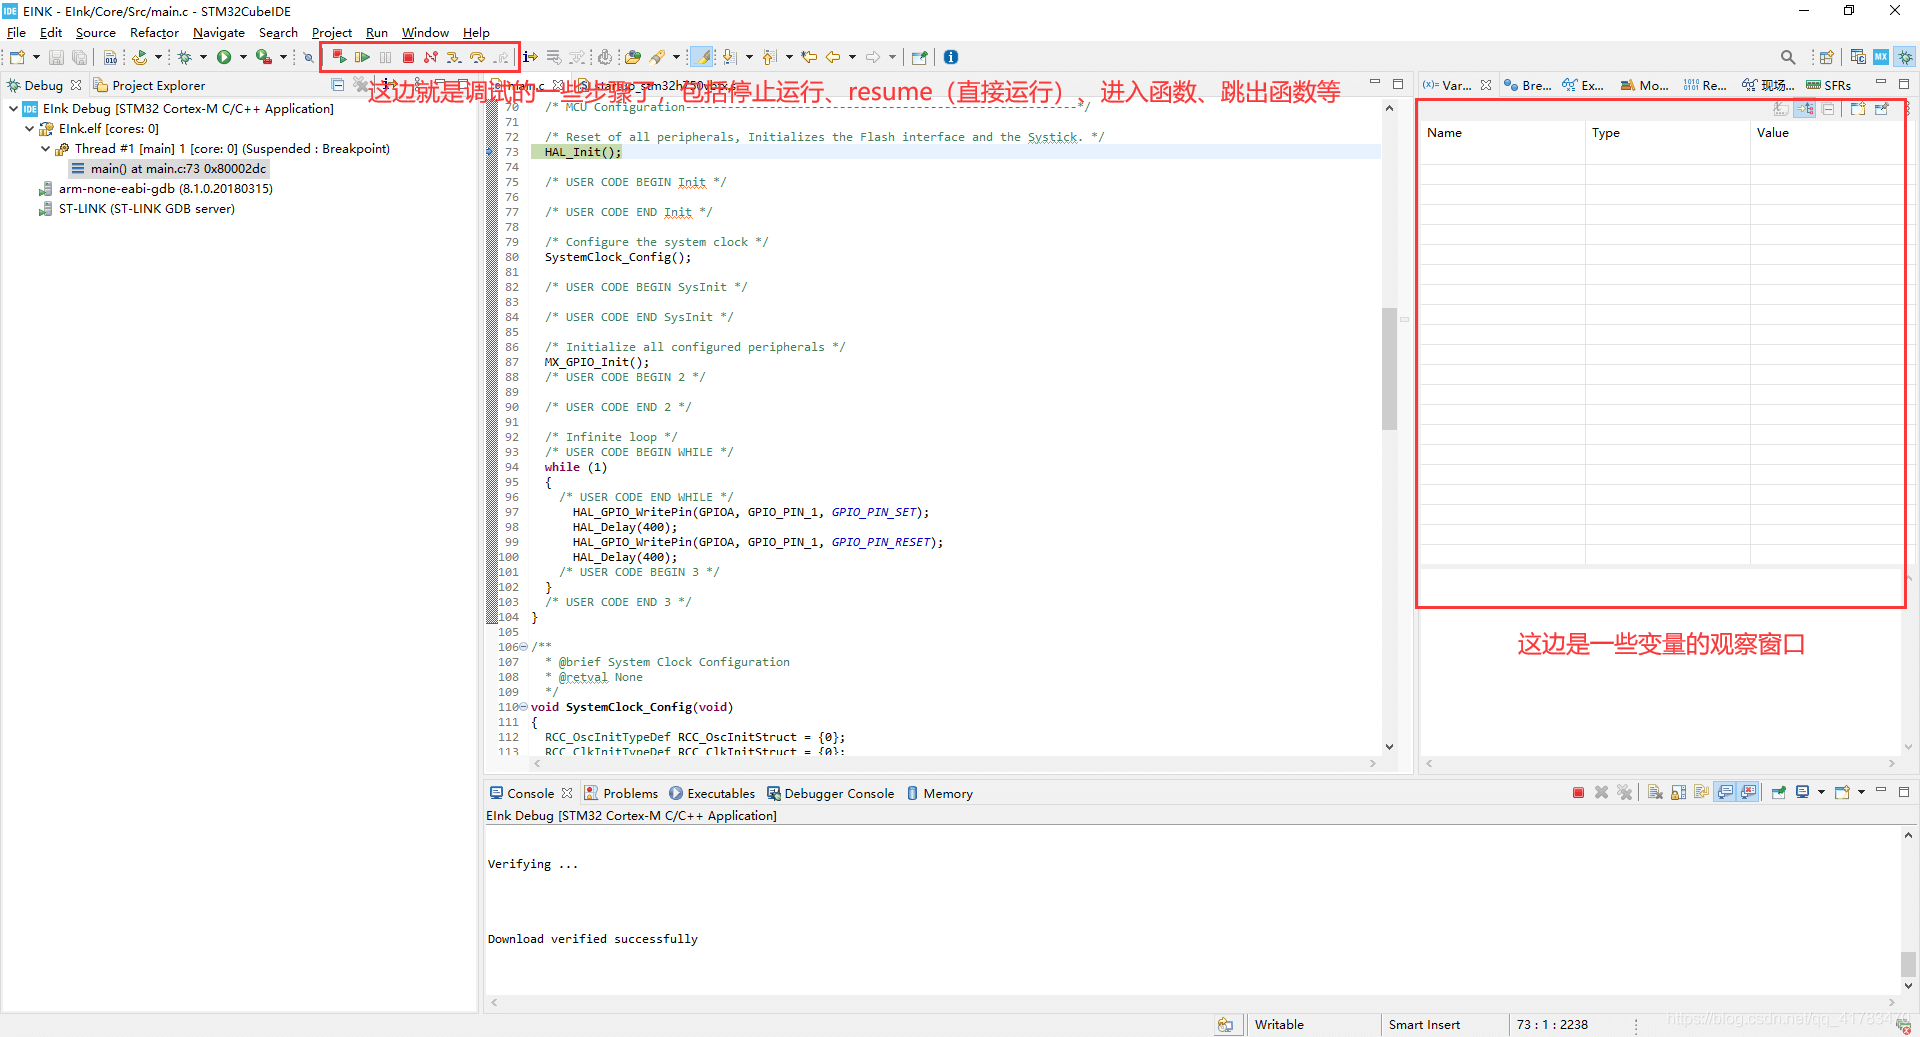 IDE EINK - EInk/Core/Src/main.c - STM32CubeIDE
File Edit Source Refactor Navigate Search Project Run Window Help
Debug Project Explorer
main.c
startup_stm32h750vbtx.s
(x)= Var... Bre... Ex... Mo... Re... 现场... SFRs
这边就是调试的一些步骤了，包括停止运行、resume（直接运行）、进入函数、跳出函数等
IDE EInk Debug [STM32 Cortex-M C/C++ Application]
EInk.elf [cores: 0]
Thread #1 [main] 1 [core: 0] (Suspended : Breakpoint)
main() at main.c:73 0x80002dc
arm-none-eabi-gdb (8.1.0.20180315)
ST-LINK (ST-LINK GDB server)
70 /* MCU Configuration--------------------------------------------------------*/
71
72 /* Reset of all peripherals, Initializes the Flash interface and the Systick. */
73 HAL_Init();
74
75 /* USER CODE BEGIN Init */
76
77 /* USER CODE END Init */
78
79 /* Configure the system clock */
80 SystemClock_Config();
81
82 /* USER CODE BEGIN SysInit */
83
84 /* USER CODE END SysInit */
85
86 /* Initialize all configured peripherals */
87 MX_GPIO_Init();
88 /* USER CODE BEGIN 2 */
89
90 /* USER CODE END 2 */
91
92 /* Infinite loop */
93 /* USER CODE BEGIN WHILE */
94 while (1)
95 {
96 /* USER CODE END WHILE */
97 HAL_GPIO_WritePin(GPIOA, GPIO_PIN_1, GPIO_PIN_SET);
98 HAL_Delay(400);
99 HAL_GPIO_WritePin(GPIOA, GPIO_PIN_1, GPIO_PIN_RESET);
100 HAL_Delay(400);
101 /* USER CODE BEGIN 3 */
102 }
103 /* USER CODE END 3 */
104 }
105
106 /**
107 * @brief System Clock Configuration
108 * @retval None
109 */
110 void SystemClock_Config(void)
111 {
112 RCC_OscInitTypeDef RCC_OscInitStruct = {0};
113 RCC_ClkInitTypeDef RCC_ClkInitStruct = {0};
Name Type Value
这边是一些变量的观察窗口
Console Problems Executables Debugger Console Memory
EInk Debug [STM32 Cortex-M C/C++ Application]
Verifying ...
Download verified successfully
Writable Smart Insert 73 : 1 : 2238